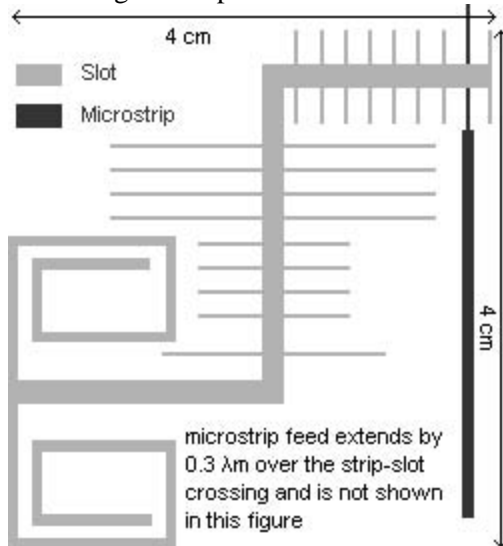 4 cm
Slot
Microstrip
4 cm
microstrip feed extends by
0.3 λm over the strip-slot
crossing and is not shown
in this figure